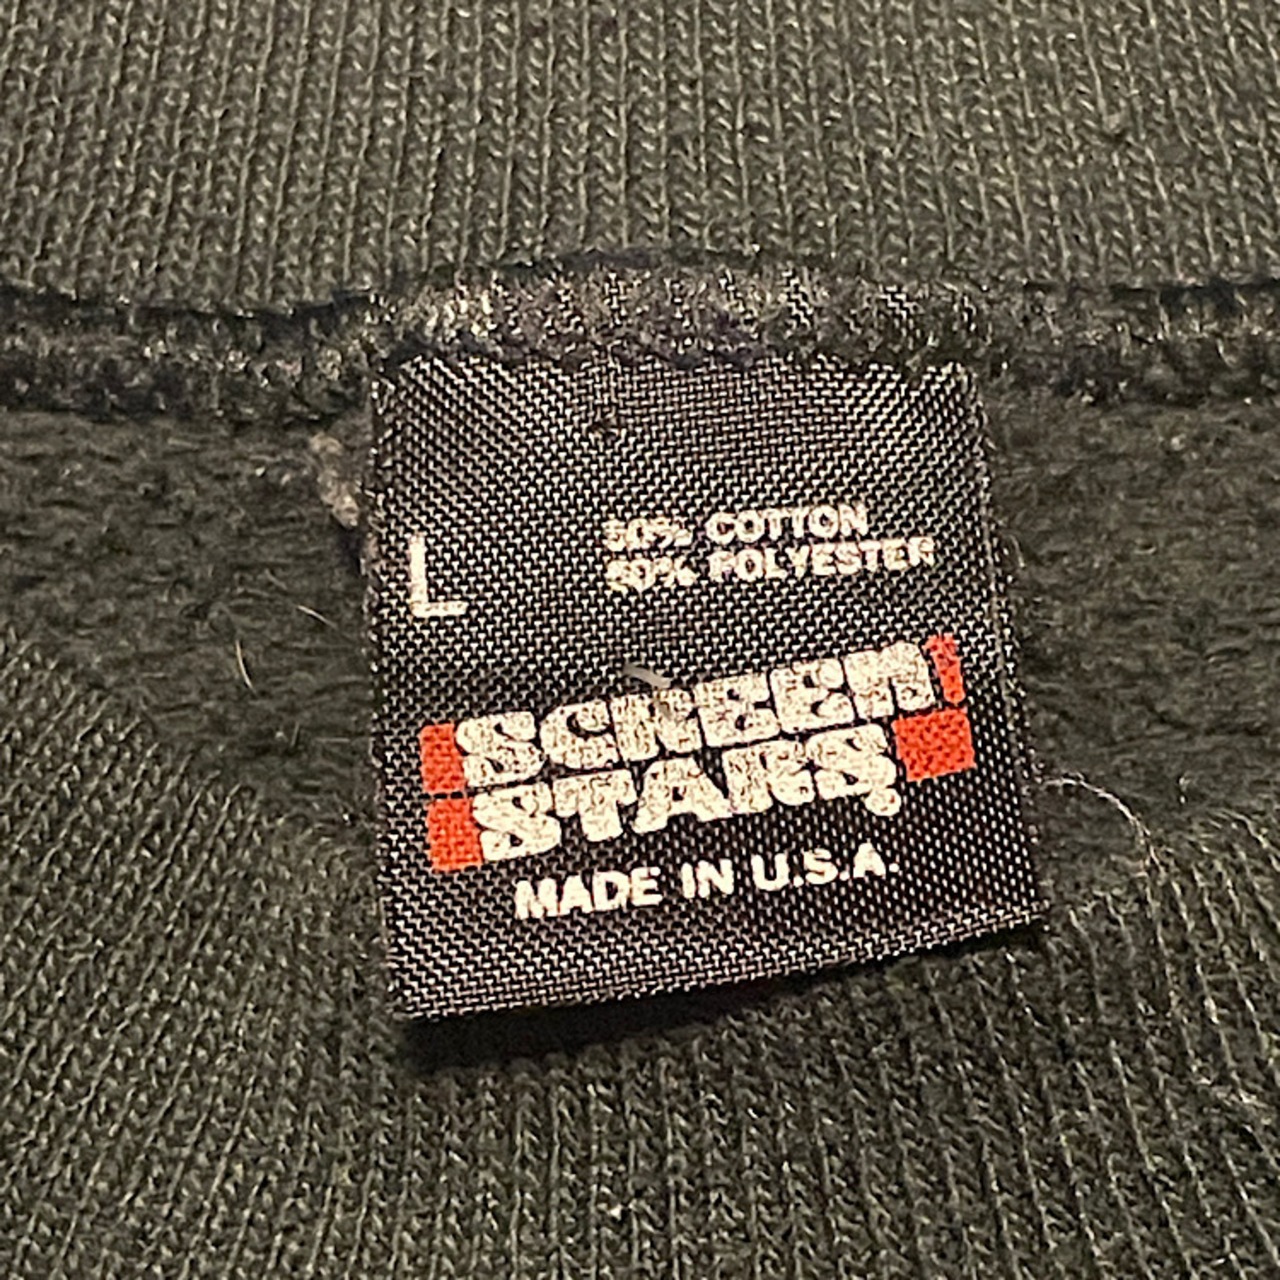 L
50% COTTON
50% POLYESTER
SCREEN
STARS®
MADE IN U.S.A.